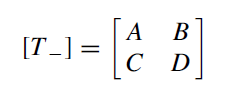 [T_] = [ A B
C D ]